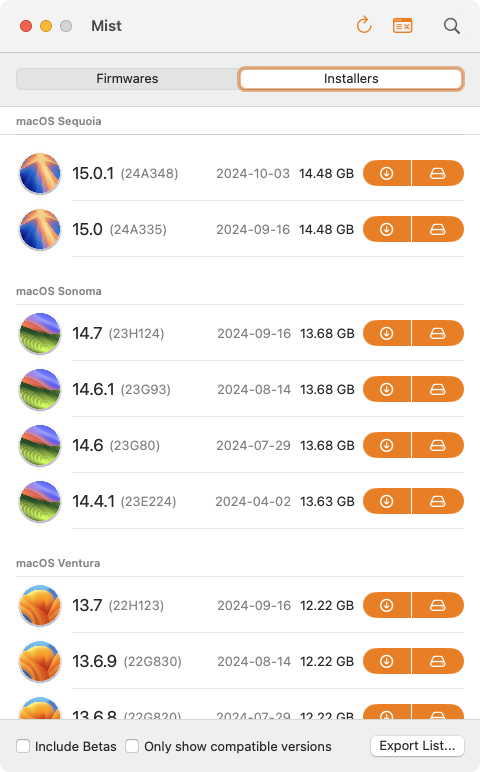 Mist
Firmwares Installers
macOS Sequoia
15.0.1 (24A348) 2024-10-03 14.48 GB
15.0 (24A335) 2024-09-16 14.48 GB
macOS Sonoma
14.7 (23H124) 2024-09-16 13.68 GB
14.6.1 (23G93) 2024-08-14 13.68 GB
14.6 (23G80) 2024-07-29 13.68 GB
14.4.1 (23E224) 2024-04-02 13.63 GB
macOS Ventura
13.7 (22H123) 2024-09-16 12.22 GB
13.6.9 (22G830) 2024-08-14 12.22 GB
13.6.8 (22G820) 2024-07-29 12.22 GB
Include Betas Only show compatible versions Export List...